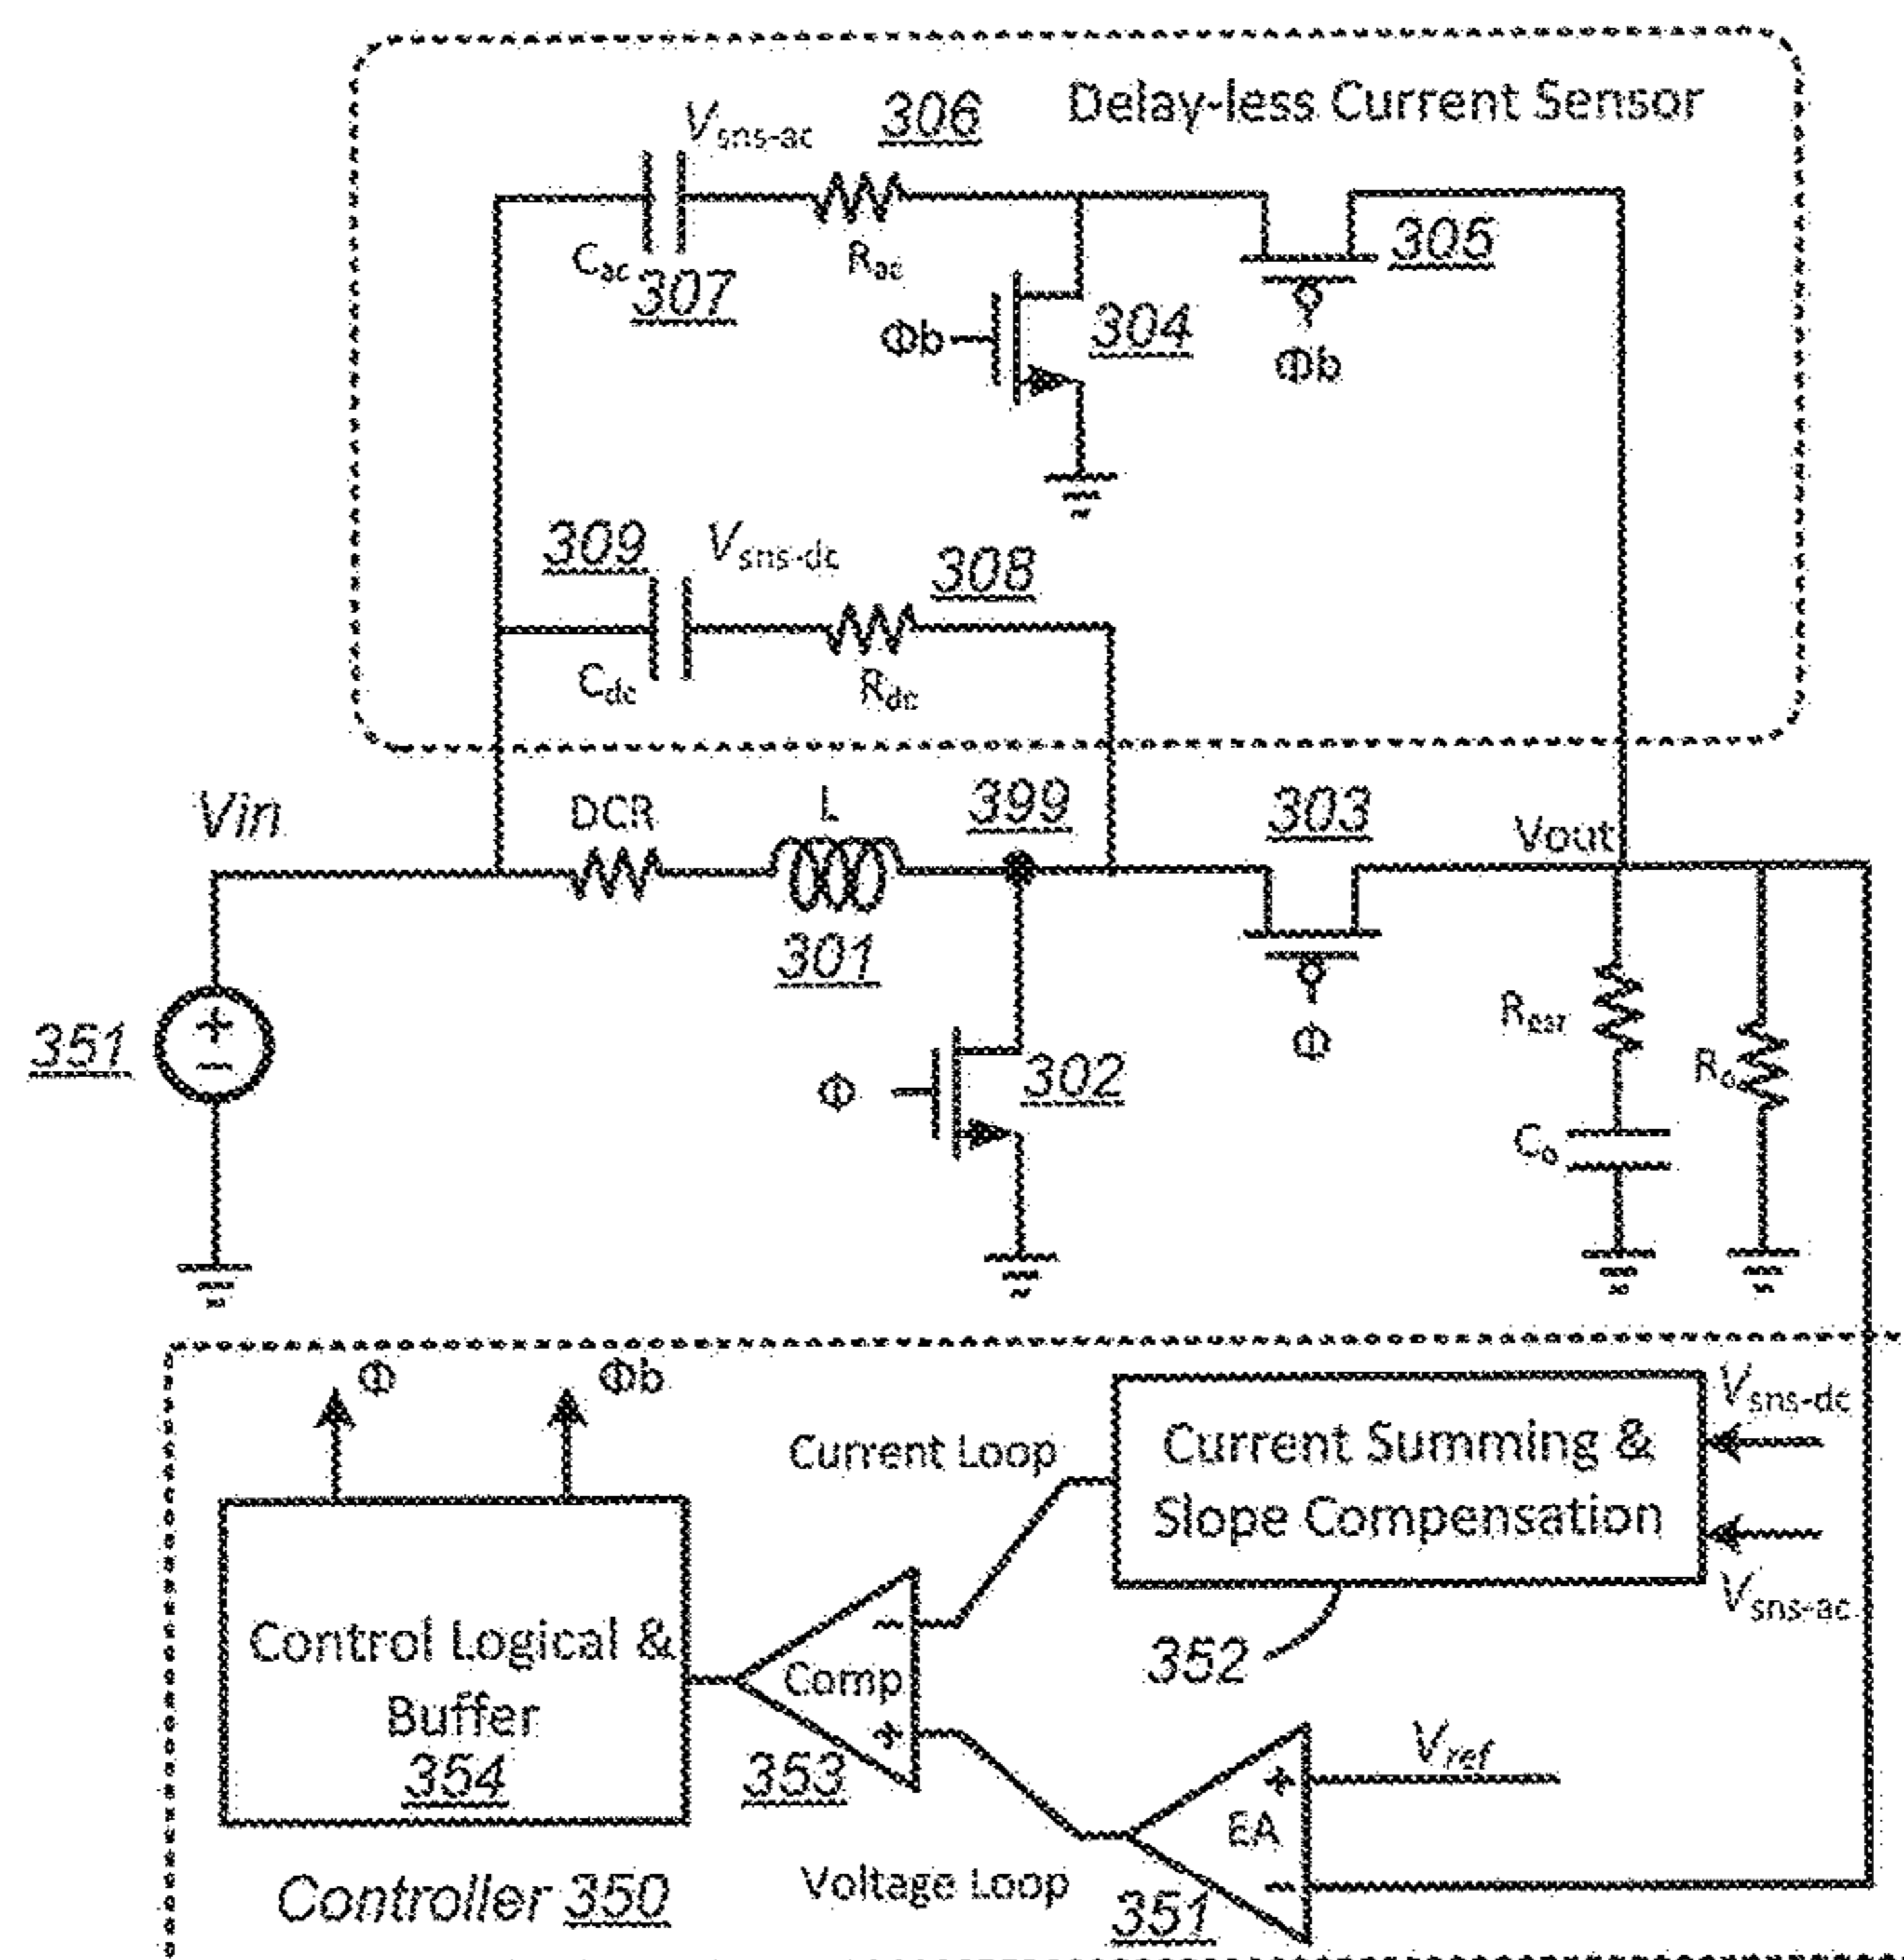 Delay-less Current Sensor
Vsns-ac
306
Cac
307
Rac
305
Φb
304
Φb
309
Vsns-dc
308
Cdc
Rdc
Vin
DCR
L
399
303
Vout
301
351
Φ
302
Φ
Resr
Ro
Co
Φ
Φb
Current Loop
Current Summing &
Slope Compensation
Vsns-dc
Vsns-ac
352
Control Logical &
Buffer
354
Comp
353
Vref
EA
351
Voltage Loop
Controller 350